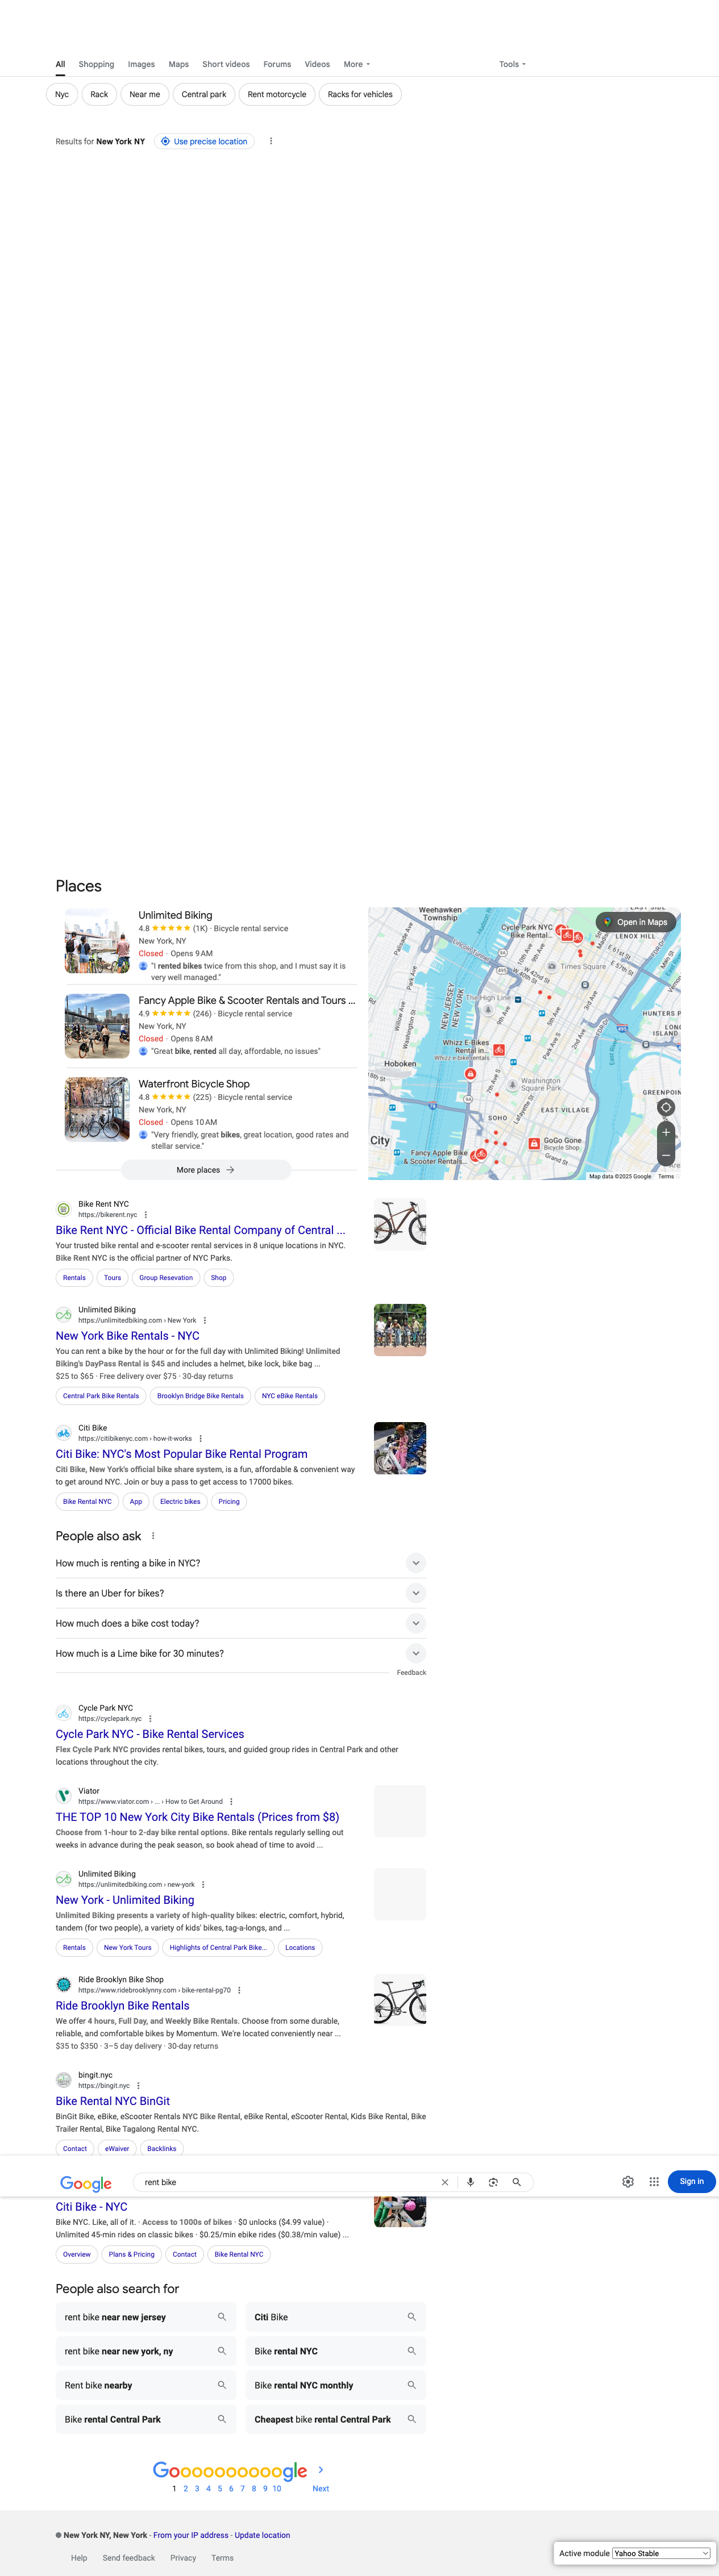 All Shopping Images Maps Short videos Forums Videos More Tools
Nyc Rack Near me Central park Rent motorcycle Racks for vehicles
Results for New York NY Use precise location
Places
Unlimited Biking
4.8 (1K) · Bicycle rental service
New York, NY
Closed · Opens 9 AM
"I rented bikes twice from this shop, and I must say it is
very well managed."
Fancy Apple Bike & Scooter Rentals and Tours ...
4.9 (246) · Bicycle rental service
New York, NY
Closed · Opens 8 AM
"Great bike, rented all day, affordable, no issues"
Waterfront Bicycle Shop
4.8 (225) · Bicycle rental service
New York, NY
Closed · Opens 10 AM
"Very friendly, great bikes, great location, good rates and
stellar service."
More places
Weehawken
Township
Open in Maps
Cycle Park NYC
Bike Rental...
LENOX HILL
Times Square
The High Line
NEW JERSEY
NEW YORK
Whizz E-Bikes
Rental in...
Whizz e-bike rentals
Hoboken
Washington
Square Park
HUNTERS P
LONG
ISLAND
GREENPOIN
EAST VILLAGE
SOHO
City
GoGo Gone
Bicycle Shop
Fancy Apple Bike
& Scooter Rentals...
Map data ©2025 Google Terms
Bike Rent NYC
https://bikerent.nyc
Bike Rent NYC - Official Bike Rental Company of Central ...
Your trusted bike rental and e-scooter rental services in 8 unique locations in NYC.
Bike Rent NYC is the official partner of NYC Parks.
Rentals Tours Group Resevation Shop
Unlimited Biking
https://unlimitedbiking.com › New York
New York Bike Rentals - NYC
You can rent a bike by the hour or for the full day with Unlimited Biking! Unlimited
Biking's DayPass Rental is $45 and includes a helmet, bike lock, bike bag ...
$25 to $65 · Free delivery over $75 · 30-day returns
Central Park Bike Rentals Brooklyn Bridge Bike Rentals NYC eBike Rentals
Citi Bike
https://citibikenyc.com › how-it-works
Citi Bike: NYC's Most Popular Bike Rental Program
Citi Bike, New York's official bike share system, is a fun, affordable & convenient way
to get around NYC. Join or buy a pass to get access to 17000 bikes.
Bike Rental NYC App Electric bikes Pricing
People also ask
How much is renting a bike in NYC?
Is there an Uber for bikes?
How much does a bike cost today?
How much is a Lime bike for 30 minutes?
Feedback
Cycle Park NYC
https://cyclepark.nyc
Cycle Park NYC - Bike Rental Services
Flex Cycle Park NYC provides rental bikes, tours, and guided group rides in Central Park and other
locations throughout the city.
Viator
https://www.viator.com › ... › How to Get Around
THE TOP 10 New York City Bike Rentals (Prices from $8)
Choose from 1-hour to 2-day bike rental options. Bike rentals regularly selling out
weeks in advance during the peak season, so book ahead of time to avoid ...
Unlimited Biking
https://unlimitedbiking.com › new-york
New York - Unlimited Biking
Unlimited Biking presents a variety of high-quality bikes: electric, comfort, hybrid,
tandem (for two people), a variety of kids' bikes, tag-a-longs, and ...
Rentals New York Tours Highlights of Central Park Bike... Locations
Ride Brooklyn Bike Shop
https://www.ridebrooklynny.com › bike-rental-pg70
Ride Brooklyn Bike Rentals
We offer 4 hours, Full Day, and Weekly Bike Rentals. Choose from some durable,
reliable, and comfortable bikes by Momentum. We're located conveniently near ...
$35 to $350 · 3–5 day delivery · 30-day returns
bingit.nyc
https://bingit.nyc
Bike Rental NYC BinGit
BinGit Bike, eBike, eScooter Rentals NYC Bike Rental, eBike Rental, eScooter Rental, Kids Bike Rental, Bike
Trailer Rental, Bike Tagalong Rental NYC.
Contact eWaiver Backlinks
Google rent bike Sign in
Citi Bike - NYC
Bike NYC. Like, all of it. · Access to 1000s of bikes · $0 unlocks ($4.99 value) ·
Unlimited 45-min rides on classic bikes · $0.25/min ebike rides ($0.38/min value) ...
Overview Plans & Pricing Contact Bike Rental NYC
People also search for
rent bike near new jersey Citi Bike
rent bike near new york, ny Bike rental NYC
Rent bike nearby Bike rental NYC monthly
Bike rental Central Park Cheapest bike rental Central Park
Goooooooooogle
1 2 3 4 5 6 7 8 9 10 Next
New York NY, New York - From your IP address - Update location
Help Send feedback Privacy Terms
Active module Yahoo Stable